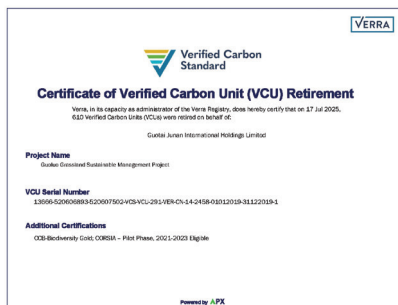 VERRA
Verified Carbon
Standard
Certificate of Verified Carbon Unit (VCU) Retirement
Verra, in its capacity as administrator of the Verra Registry, does hereby certify that on 17 Jul 2025,
610 Verified Carbon Units (VCUs) were retired on behalf of:
Guotai Junan International Holdings Limited
Project Name
Guoluo Grassland Sustainable Management Project
VCU Serial Number
13666-520606893-520607502-VCS-VCU-291-VER-CN-14-2458-01012019-31122019-1
Additional Certifications
CCB-Biodiversity Gold; CORSIA – Pilot Phase, 2021-2023 Eligible
Powered by APX